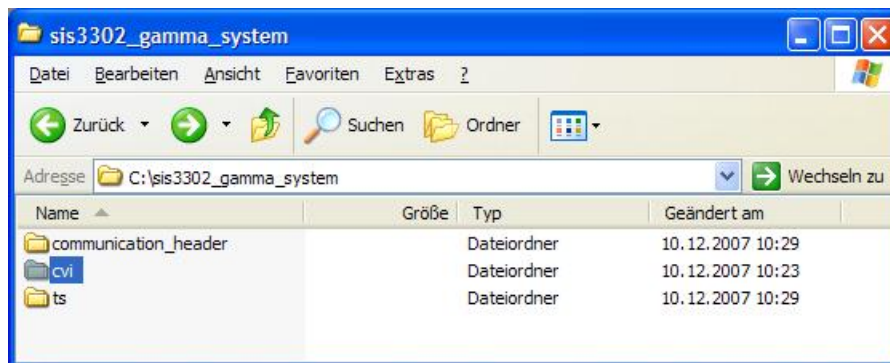 sis3302_gamma_system
Datei Bearbeiten Ansicht Favoriten Extras ?
Zurück Suchen Ordner
Adresse C:\sis3302_gamma_system Wechseln zu
Name Größe Typ Geändert am
communication_header Dateiordner 10.12.2007 10:29
cvi Dateiordner 10.12.2007 10:23
ts Dateiordner 10.12.2007 10:29